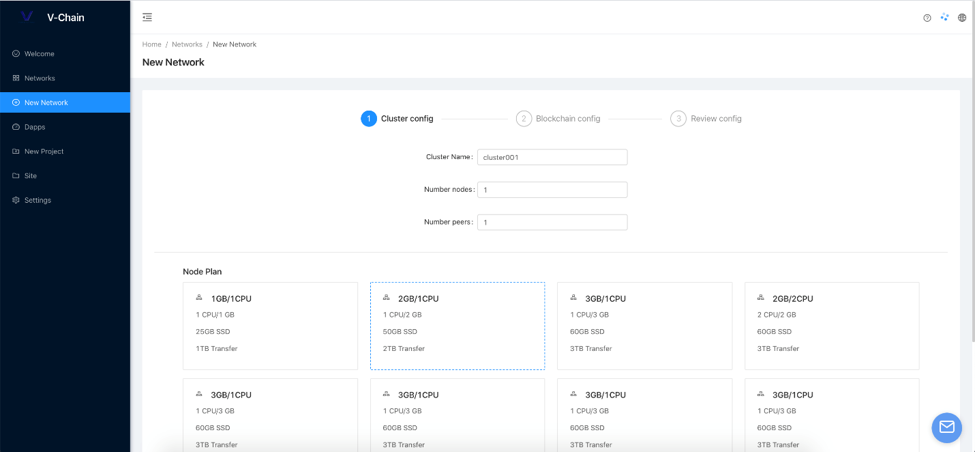 V-Chain
Welcome
Networks
New Network
Dapps
New Project
Site
Settings
Home / Networks / New Network
New Network
1 Cluster config
2 Blockchain config
3 Review config
Cluster Name: cluster001
Number nodes: 1
Number peers: 1
Node Plan
1GB/1CPU
1 CPU/1 GB
25GB SSD
1TB Transfer
2GB/1CPU
1 CPU/2 GB
50GB SSD
2TB Transfer
3GB/1CPU
1 CPU/3 GB
60GB SSD
3TB Transfer
2GB/2CPU
2 CPU/2 GB
60GB SSD
3TB Transfer
3GB/1CPU
1 CPU/3 GB
60GB SSD
3TB Transfer
3GB/1CPU
1 CPU/3 GB
60GB SSD
3TB Transfer
3GB/1CPU
1 CPU/3 GB
60GB SSD
3TB Transfer
3GB/1CPU
1 CPU/3 GB
60GB SSD
3TB Transfer